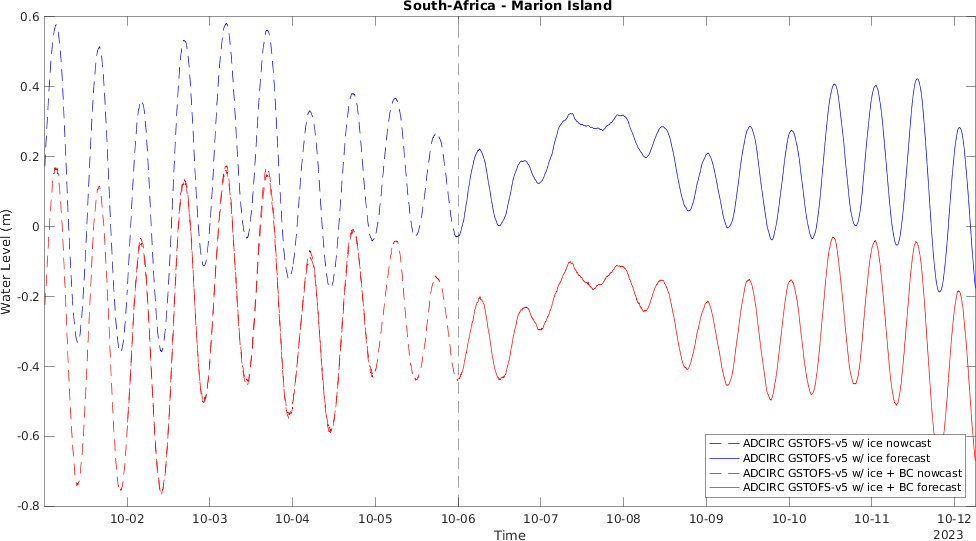 South-Africa - Marion Island
0.6
0.4
0.2
0
-0.2
-0.4
-0.6
-0.8
Water Level (m)
ADCIRC GSTOFS-v5 w/ ice nowcast
ADCIRC GSTOFS-v5 w/ ice forecast
ADCIRC GSTOFS-v5 w/ ice + BC nowcast
ADCIRC GSTOFS-v5 w/ ice + BC forecast
10-02 10-03 10-04 10-05 10-06 10-07 10-08 10-09 10-10 10-11 10-12
Time
2023